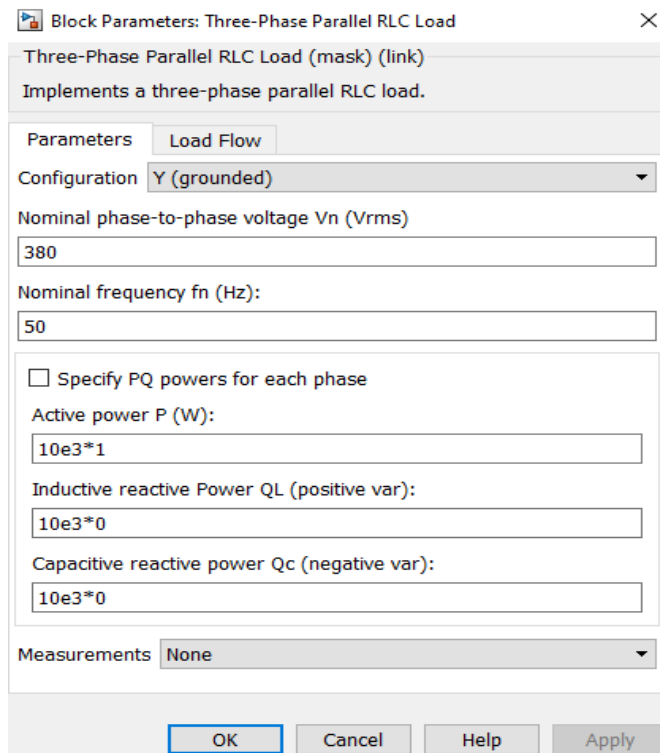 Block Parameters: Three-Phase Parallel RLC Load
Three-Phase Parallel RLC Load (mask) (link)
Implements a three-phase parallel RLC load.
Parameters Load Flow
Configuration Y (grounded)
Nominal phase-to-phase voltage Vn (Vrms)
380
Nominal frequency fn (Hz):
50
Specify PQ powers for each phase
Active power P (W):
10e3*1
Inductive reactive Power QL (positive var):
10e3*0
Capacitive reactive power Qc (negative var):
10e3*0
Measurements None
OK Cancel Help Apply